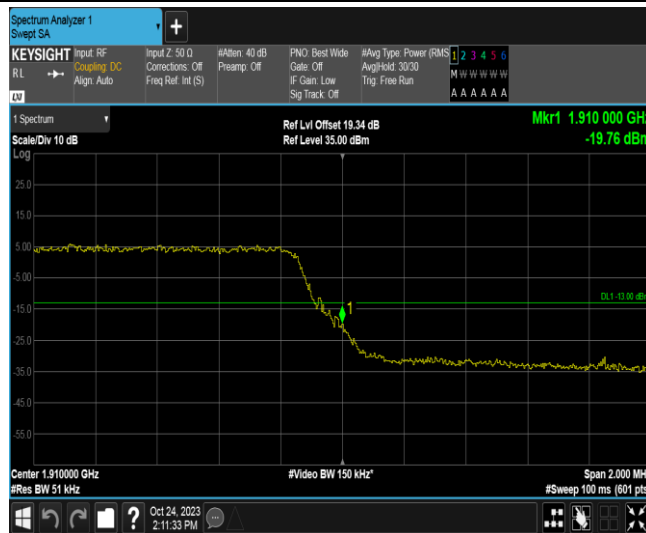 Spectrum Analyzer 1
Swept SA
KEYSIGHT
RL
LXI
Input: RF
Coupling: DC
Align: Auto
Input Z: 50 Ω
Corrections: Off
Freq Ref: Int (S)
#Atten: 40 dB
Preamp: Off
PNO: Best Wide
Gate: Off
IF Gain: Low
Sig Track: Off
#Avg Type: Power (RMS
Avg|Hold: 30/30
Trig: Free Run
1 2 3 4 5 6
M W W W W W
A A A A A A
1 Spectrum
Scale/Div 10 dB
Log
Ref Lvl Offset 19.34 dB
Ref Level 35.00 dBm
Mkr1 1.910 000 GHz
-19.76 dBm
25.0
15.0
5.00
-5.00
-15.0
-25.0
-35.0
-45.0
-55.0
DL1 -13.00 dBm
1
Center 1.910000 GHz
#Res BW 51 kHz
#Video BW 150 kHz*
Span 2.000 MH
#Sweep 100 ms (601 pts
?
Oct 24, 2023
2:11:33 PM